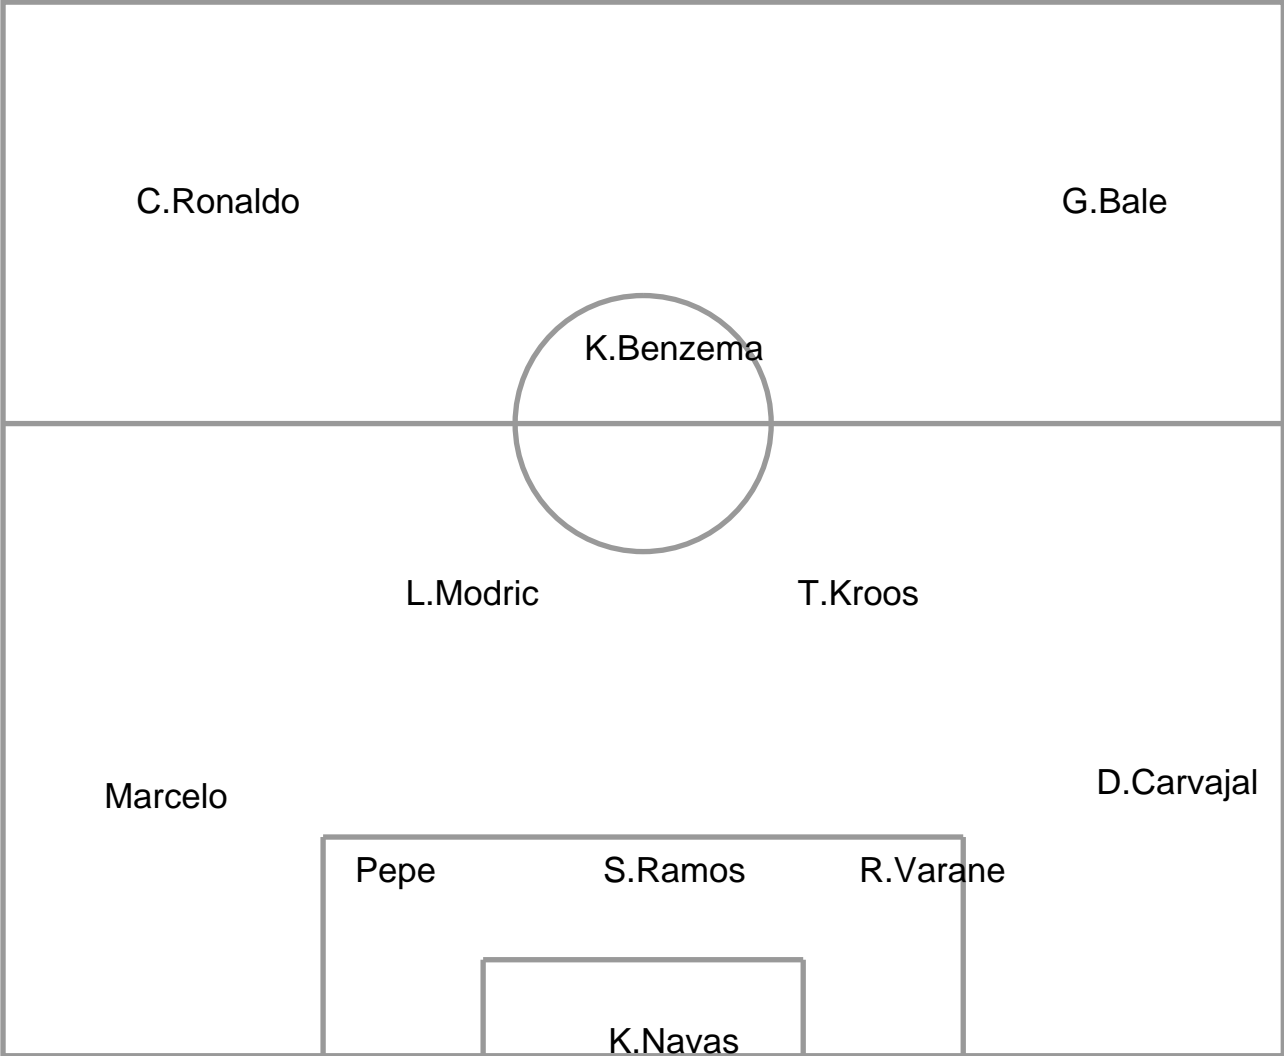 C.Ronaldo
G.Bale
K.Benzema
L.Modric
T.Kroos
Marcelo
D.Carvajal
Pepe
S.Ramos
R.Varane
K.Navas